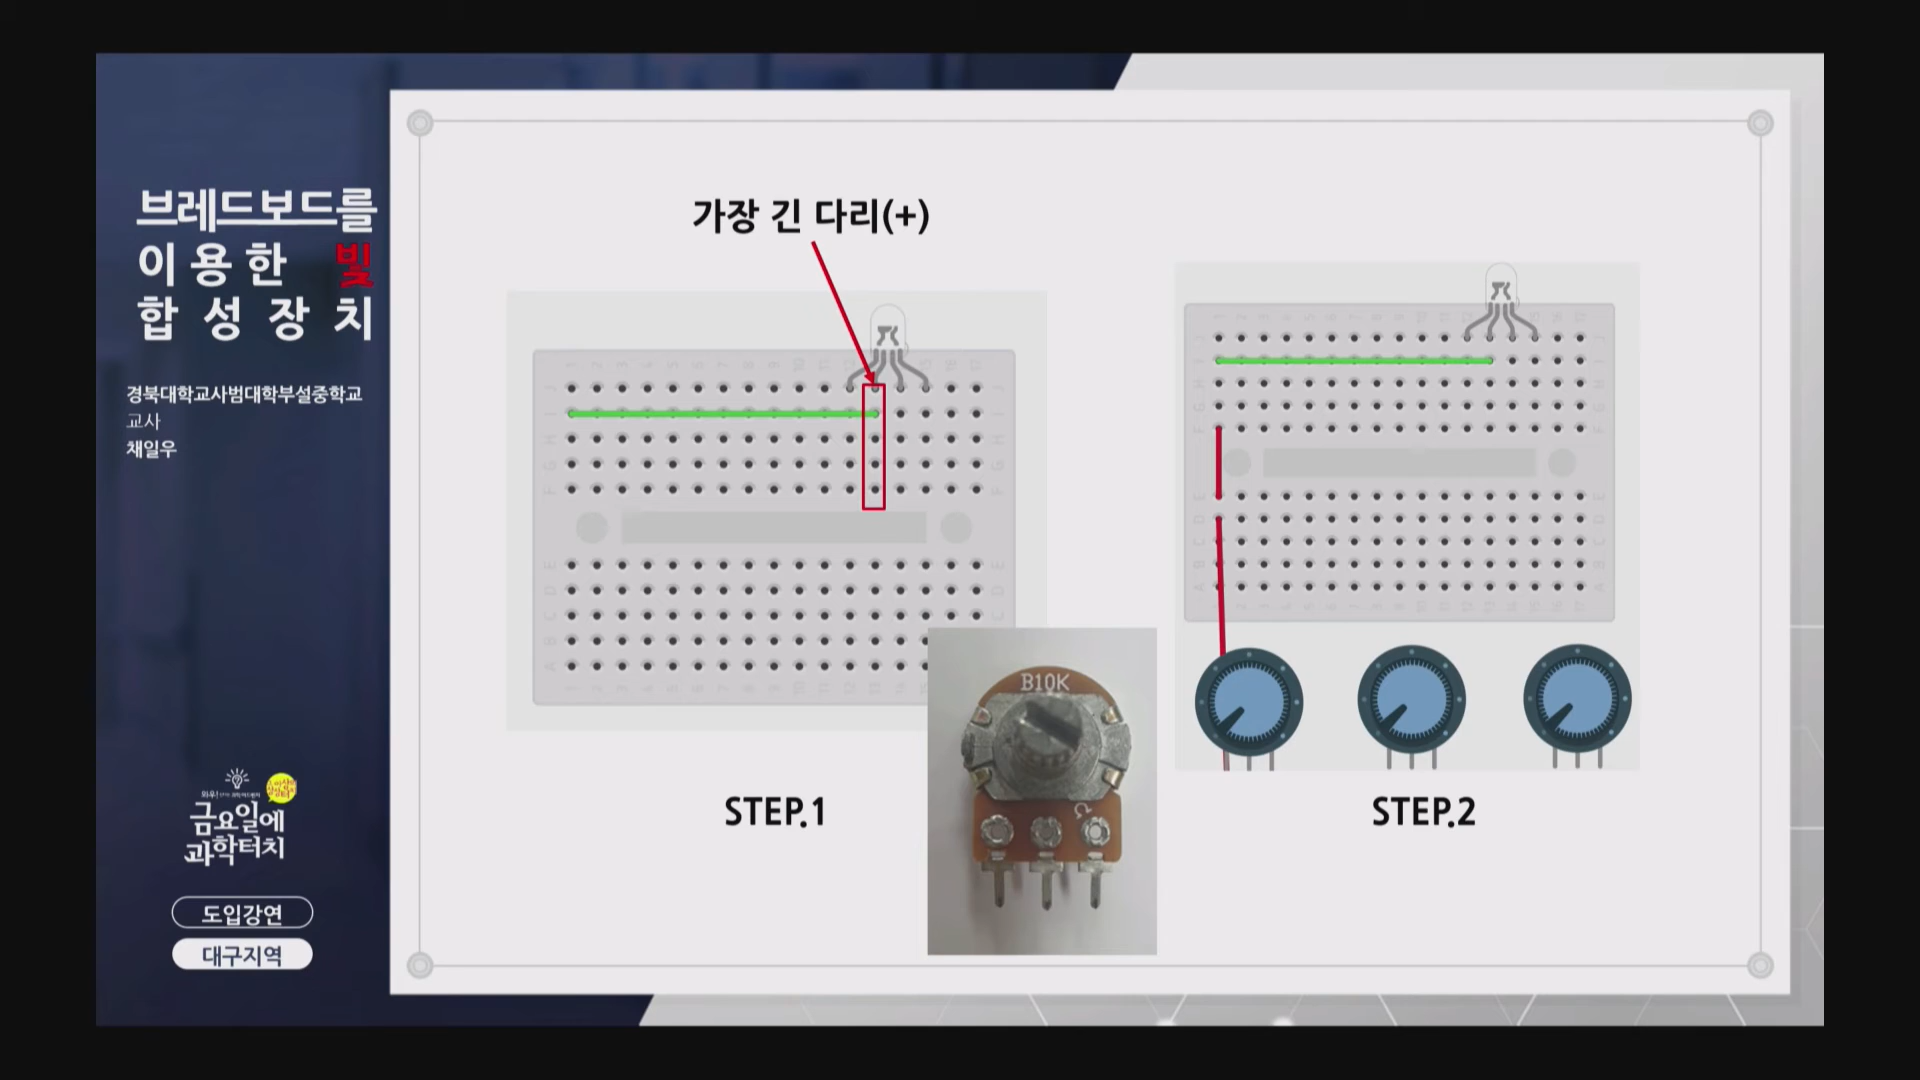 브레드보드를
이용한 빛
합성장치
경북대학교사범대학부설중학교
교사
채일우
금요일에
과학터치
도입강연
대구지역
가장 긴 다리(+)
B10K
Ω
STEP.1
STEP.2